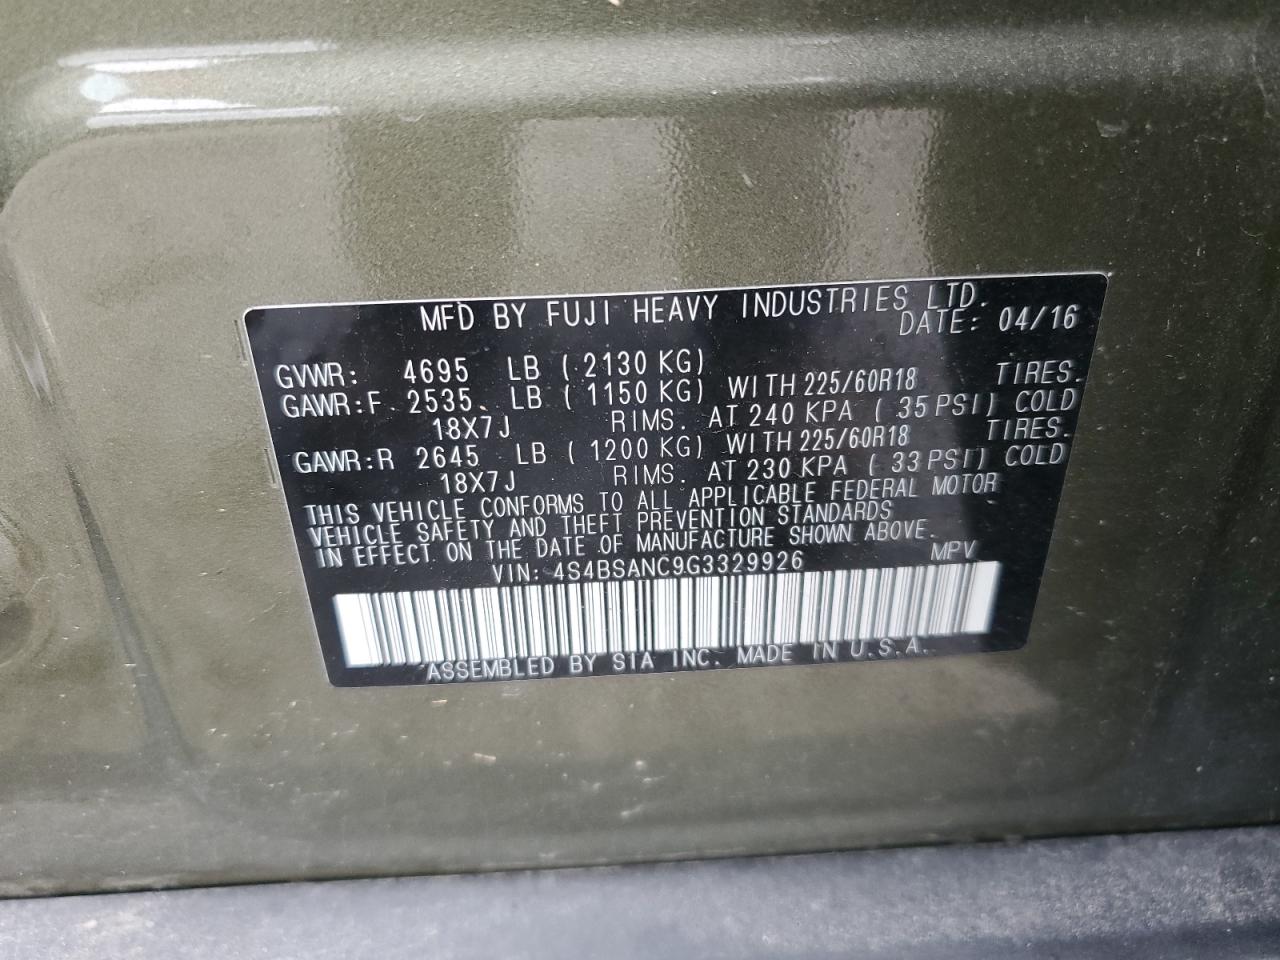 MFD BY FUJI HEAVY INDUSTRIES LTD.
DATE: 04/16
GVWR: 4695 LB ( 2130 KG)
GAWR:F 2535 LB ( 1150 KG) WITH 225/60R18 TIRES.
18X7J RIMS. AT 240 KPA ( 35 PSI) COLD
GAWR:R 2645 LB ( 1200 KG) WITH 225/60R18 TIRES.
18X7J RIMS. AT 230 KPA ( 33 PSI) COLD
THIS VEHICLE CONFORMS TO ALL APPLICABLE FEDERAL MOTOR
VEHICLE SAFETY AND THEFT PREVENTION STANDARDS
IN EFFECT ON THE DATE OF MANUFACTURE SHOWN ABOVE.
VIN: 4S4BSANC9G3329926 MPV
ASSEMBLED BY SIA INC. MADE IN U.S.A.